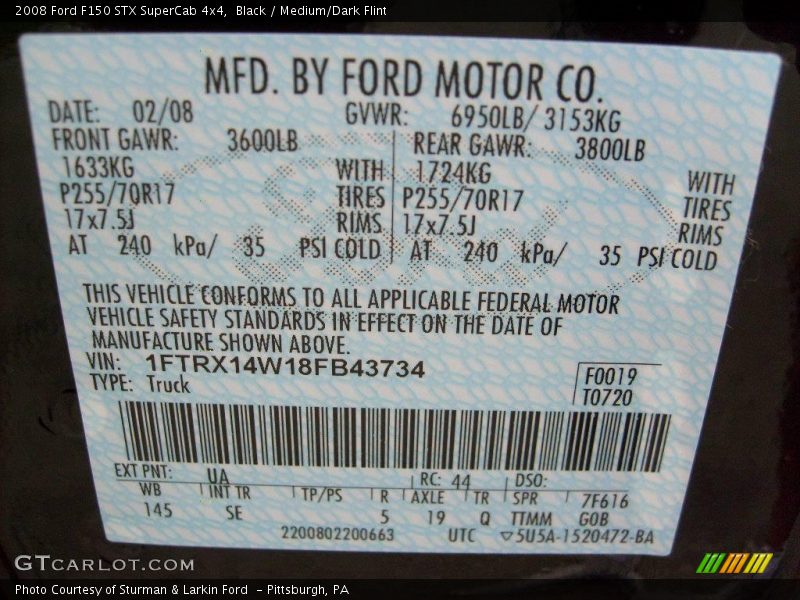 2008 Ford F150 STX SuperCab 4x4,  Black / Medium/Dark Flint
MFD. BY FORD MOTOR CO.
DATE: 02/08 GVWR: 6950LB/ 3153KG
FRONT GAWR: 3600LB REAR GAWR: 3800LB
1633KG WITH 1724KG WITH
P255/70R17 TIRES P255/70R17 TIRES
17x7.5J RIMS 17x7.5J RIMS
AT 240 kPa/ 35 PSI COLD AT 240 kPa/ 35 PSI COLD
THIS VEHICLE CONFORMS TO ALL APPLICABLE FEDERAL MOTOR
VEHICLE SAFETY STANDARDS IN EFFECT ON THE DATE OF
MANUFACTURE SHOWN ABOVE.
VIN: 1FTRX14W18FB43734
TYPE: Truck
F0019
T0720
EXT PNT: UA RC: 44 DSO:
WB INT TR TP/PS R AXLE TR SPR 7F616
145 SE 5 19 Q TTMM GOB
2200802200663 UTC ▽5U5A-1520472-BA
GTCARLOT.COM
Photo Courtesy of Sturman & Larkin Ford  - Pittsburgh, PA